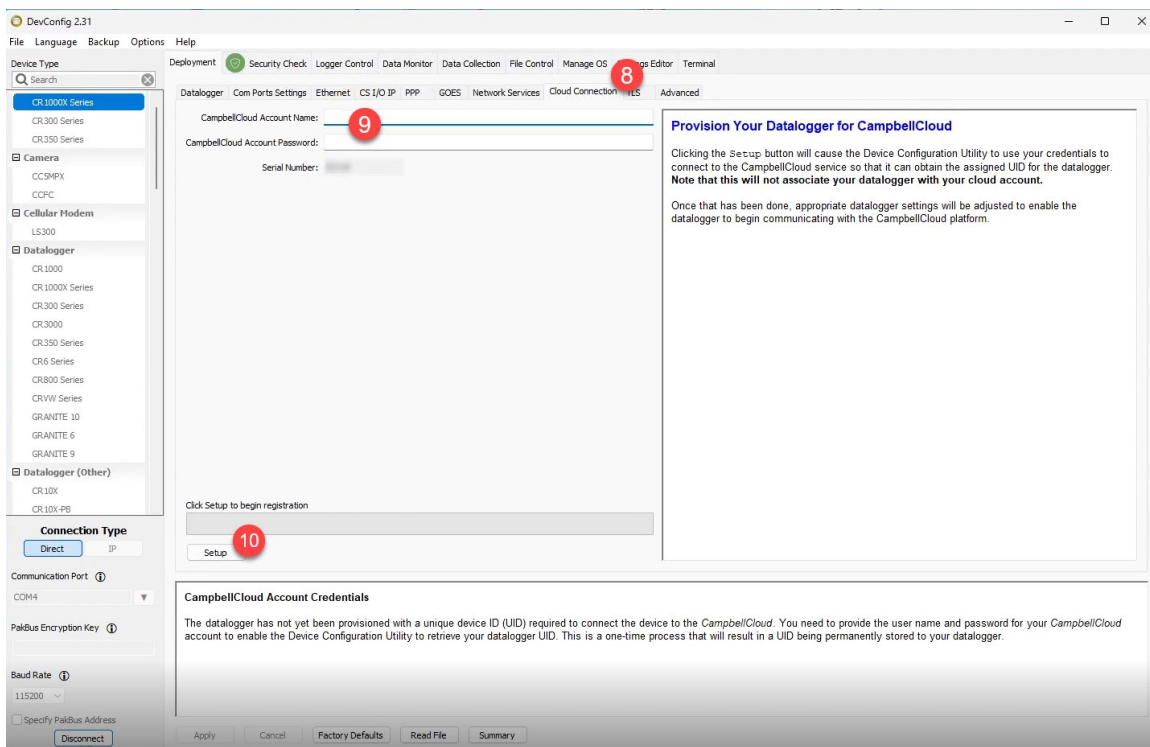 DevConfig 2.31
File Language Backup Options Help
Device Type
Search
CR1000X Series
CR300 Series
CR350 Series
Camera
CC5MPX
CCFC
Cellular Modem
LS300
Datalogger
CR1000
CR1000X Series
CR300 Series
CR3000
CR350 Series
CR6 Series
CR800 Series
CRVW Series
GRANITE 10
GRANITE 6
GRANITE 9
Datalogger (Other)
CR10X
CR10X-PB
Connection Type
Direct IP
Communication Port
COM4
PakBus Encryption Key
Baud Rate
115200
Specify PakBus Address
Disconnect
Deployment Security Check Logger Control Data Monitor Data Collection File Control Manage OS Editor Terminal
8
Datalogger Com Ports Settings Ethernet CS I/O IP PPP GOES Network Services Cloud Connection TLS Advanced
CampbellCloud Account Name:
9
CampbellCloud Account Password:
Serial Number:
Click Setup to begin registration
Setup
10
Provision Your Datalogger for CampbellCloud
Clicking the Setup button will cause the Device Configuration Utility to use your credentials to
connect to the CampbellCloud service so that it can obtain the assigned UID for the datalogger.
Note that this will not associate your datalogger with your cloud account.
Once that has been done, appropriate datalogger settings will be adjusted to enable the
datalogger to begin communicating with the CampbellCloud platform.
CampbellCloud Account Credentials
The datalogger has not yet been provisioned with a unique device ID (UID) required to connect the device to the CampbellCloud. You need to provide the user name and password for your CampbellCloud
account to enable the Device Configuration Utility to retrieve your datalogger UID. This is a one-time process that will result in a UID being permanently stored to your datalogger.
Apply Cancel Factory Defaults Read File Summary